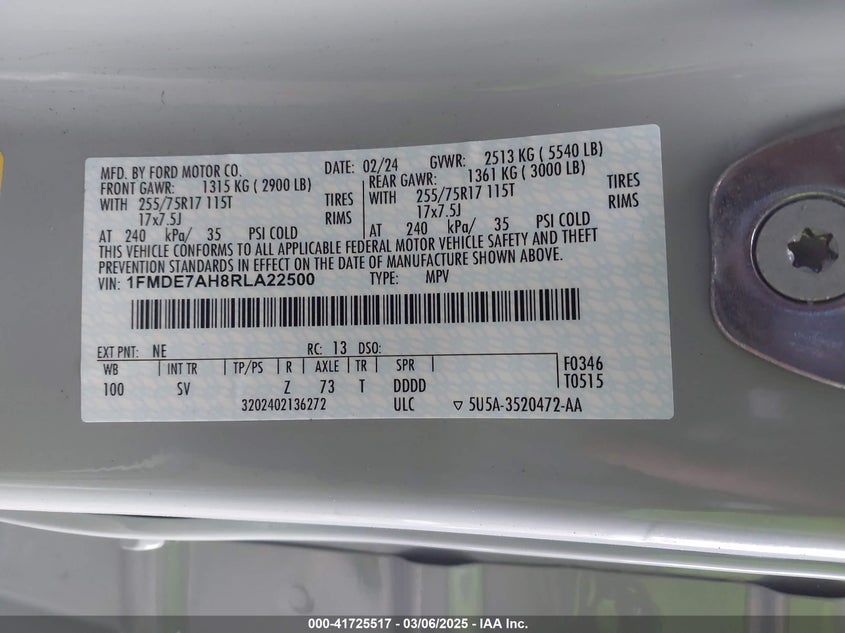 MFD. BY FORD MOTOR CO. DATE: 02/24 GVWR: 2513 KG ( 5540 LB)
FRONT GAWR: 1315 KG ( 2900 LB) REAR GAWR: 1361 KG ( 3000 LB)
WITH 255/75R17 115T TIRES WITH 255/75R17 115T TIRES
17x7.5J RIMS 17x7.5J RIMS
AT 240 kPa/ 35 PSI COLD AT 240 kPa/ 35 PSI COLD
THIS VEHICLE CONFORMS TO ALL APPLICABLE FEDERAL MOTOR VEHICLE SAFETY AND THEFT
PREVENTION STANDARDS IN EFFECT ON THE DATE OF MANUFACTURE SHOWN ABOVE.
VIN: 1FMDE7AH8RLA22500 TYPE: MPV
EXT PNT: NE RC: 13 DSO: F0346
WB INT TR TP/PS R AXLE TR SPR T0515
100 SV Z 73 T DDDD
3202402136272 ULC ▽ 5U5A-3520472-AA
000-41725517 - 03/06/2025 - IAA Inc.